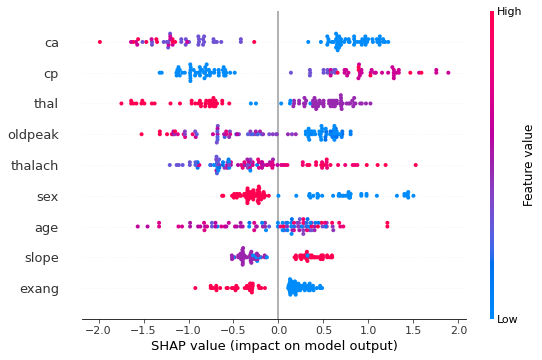 High
ca
cp
thal
oldpeak
thalach
sex
age
slope
exang
Feature value
Low
−2.0 −1.5 −1.0 −0.5 0.0 0.5 1.0 1.5 2.0
SHAP value (impact on model output)